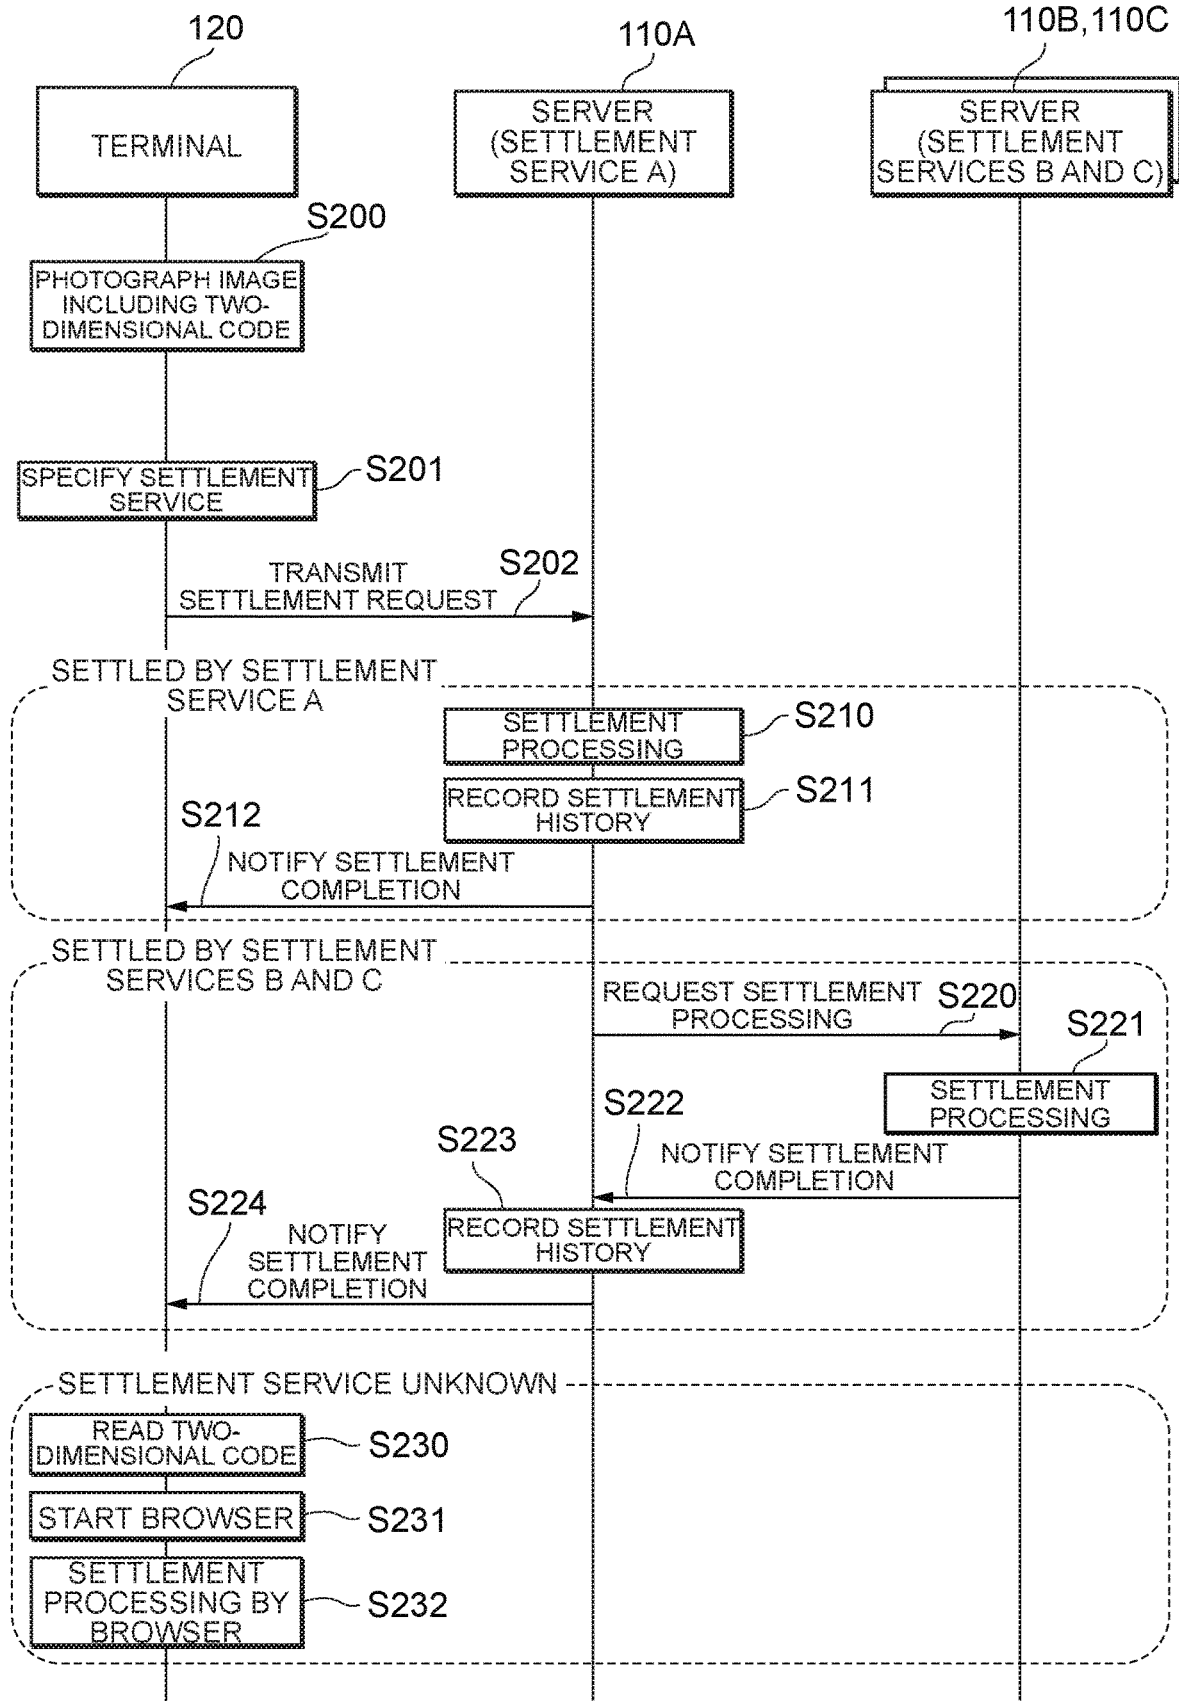 120
110A
110B,110C
TERMINAL
SERVER
(SETTLEMENT
SERVICE A)
SERVER
(SETTLEMENT
SERVICES B AND C)
S200
PHOTOGRAPH IMAGE
INCLUDING TWO-
DIMENSIONAL CODE
SPECIFY SETTLEMENT
SERVICE
S201
TRANSMIT
SETTLEMENT REQUEST
S202
SETTLED BY SETTLEMENT
SERVICE A
SETTLEMENT
PROCESSING
S210
RECORD SETTLEMENT
HISTORY
S211
S212
NOTIFY SETTLEMENT
COMPLETION
SETTLED BY SETTLEMENT
SERVICES B AND C
REQUEST SETTLEMENT
PROCESSING
S220
S221
SETTLEMENT
PROCESSING
S222
NOTIFY SETTLEMENT
COMPLETION
S223
RECORD SETTLEMENT
HISTORY
S224
NOTIFY
SETTLEMENT
COMPLETION
SETTLEMENT SERVICE UNKNOWN
READ TWO-
DIMENSIONAL CODE
S230
START BROWSER
S231
SETTLEMENT
PROCESSING BY
BROWSER
S232